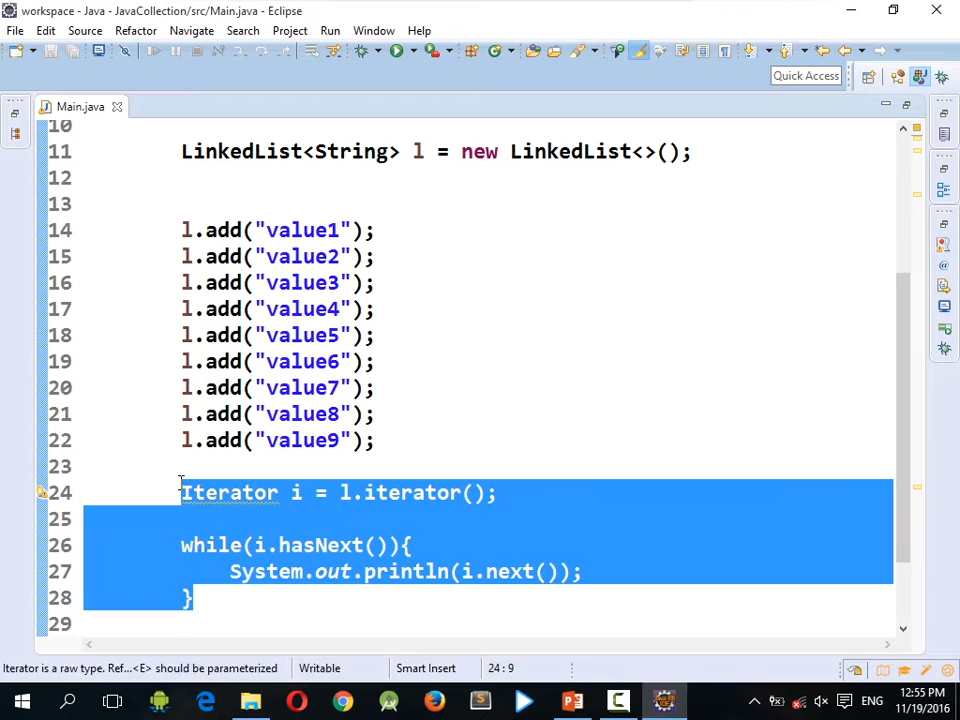 workspace - Java - JavaCollection/src/Main.java - Eclipse
File Edit Source Refactor Navigate Search Project Run Window Help
Quick Access
Main.java
10
11 LinkedList<String> l = new LinkedList<>();
12
13
14 l.add("value1");
15 l.add("value2");
16 l.add("value3");
17 l.add("value4");
18 l.add("value5");
19 l.add("value6");
20 l.add("value7");
21 l.add("value8");
22 l.add("value9");
23
24 Iterator i = l.iterator();
25
26 while(i.hasNext()){
27 System.out.println(i.next());
28 }
29
Iterator is a raw type. Ref...<E> should be parameterized Writable Smart Insert 24 : 9
ENG 12:55 PM
11/19/2016